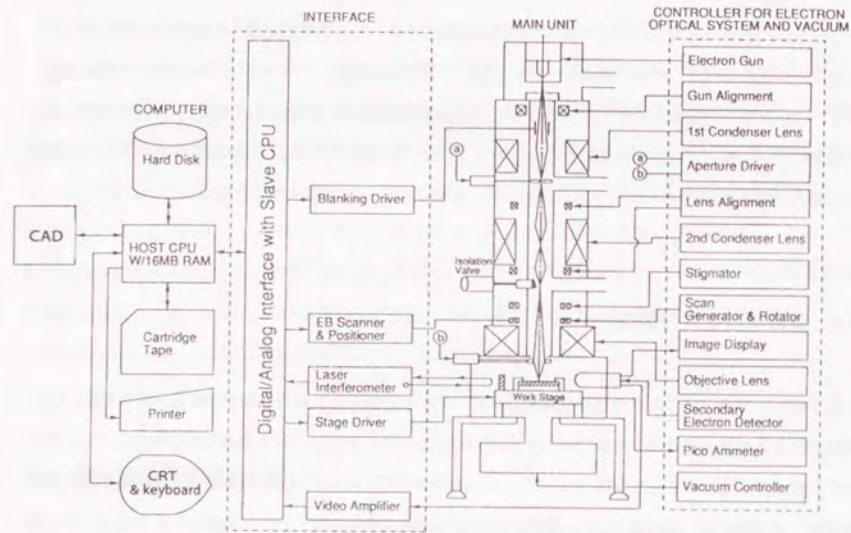 INTERFACE
MAIN UNIT
CONTROLLER FOR ELECTRON
OPTICAL SYSTEM AND VACUUM
COMPUTER
Hard Disk
CAD
HOST CPU
W/16MB RAM
Cartridge
Tape
Printer
CRT
& keyboard
Digital/Analog Interface with Slave CPU
Blanking Driver
EB Scanner
& Positioner
Laser
Interferometer
Stage Driver
Video Amplifier
a
Isolation
Valve
b
Work Stage
Electron Gun
Gun Alignment
1st Condenser Lens
a
b
Aperture Driver
Lens Alignment
2nd Condenser Lens
Stigmator
Scan
Generator & Rotator
Image Display
Objective Lens
Secondary
Electron Detector
Pico Ammeter
Vacuum Controller